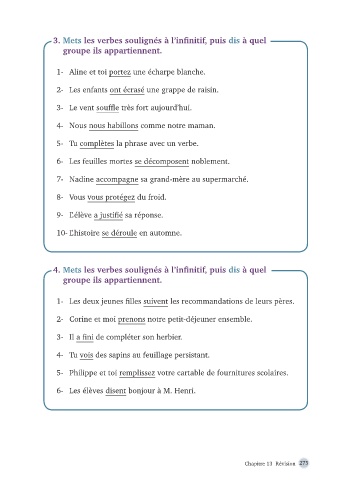 3. Mets les verbes soulignés à l'infinitif, puis dis à quel
groupe ils appartiennent.
1- Aline et toi portez une écharpe blanche.
2- Les enfants ont écrasé une grappe de raisin.
3- Le vent souffle très fort aujourd'hui.
4- Nous nous habillons comme notre maman.
5- Tu complètes la phrase avec un verbe.
6- Les feuilles mortes se décomposent noblement.
7- Nadine accompagne sa grand-mère au supermarché.
8- Vous vous protégez du froid.
9- L'élève a justifié sa réponse.
10- L'histoire se déroule en automne.
4. Mets les verbes soulignés à l'infinitif, puis dis à quel
groupe ils appartiennent.
1- Les deux jeunes filles suivent les recommandations de leurs pères.
2- Corine et moi prenons notre petit-déjeuner ensemble.
3- Il a fini de compléter son herbier.
4- Tu vois des sapins au feuillage persistant.
5- Philippe et toi remplissez votre cartable de fournitures scolaires.
6- Les élèves disent bonjour à M. Henri.
Chapitre 13 Révision 273